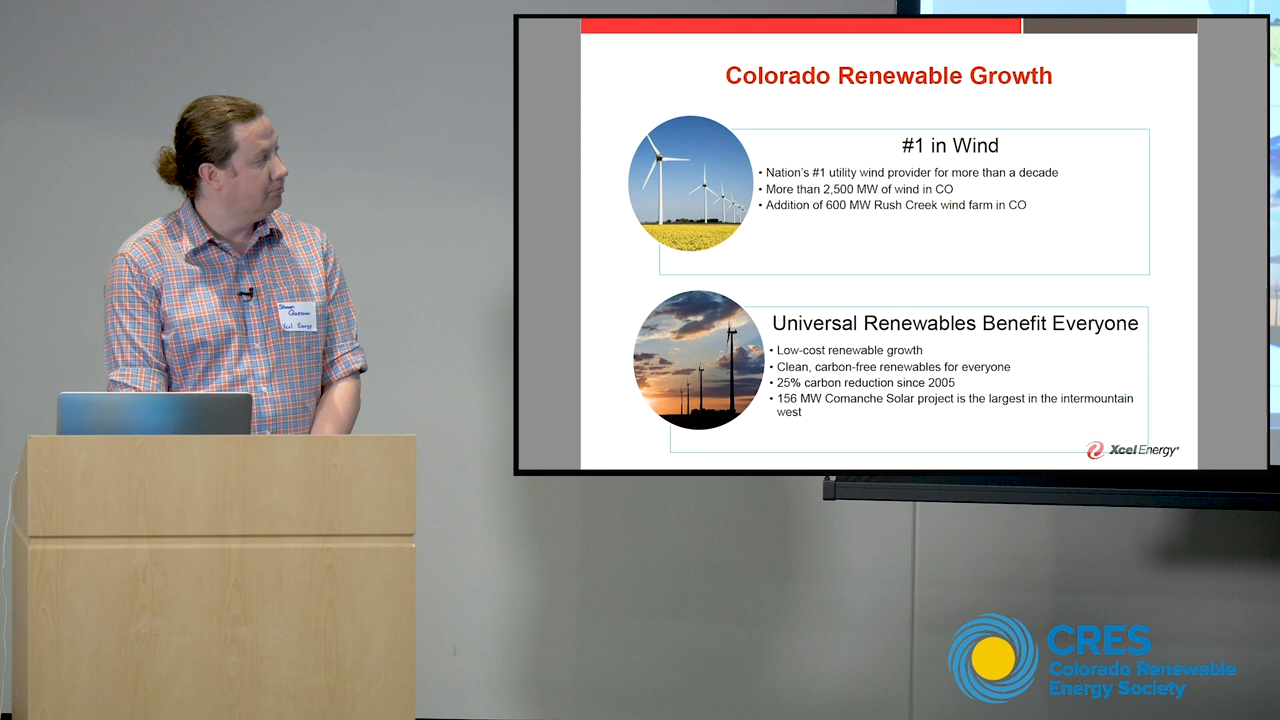 Colorado Renewable Growth
#1 in Wind
• Nation's #1 utility wind provider for more than a decade
• More than 2,500 MW of wind in CO
• Addition of 600 MW Rush Creek wind farm in CO
Universal Renewables Benefit Everyone
• Low-cost renewable growth
• Clean, carbon-free renewables for everyone
• 25% carbon reduction since 2005
• 156 MW Comanche Solar project is the largest in the intermountain
west
Xcel Energy®
Xcel Energy
CRES
Colorado Renewable
Energy Society